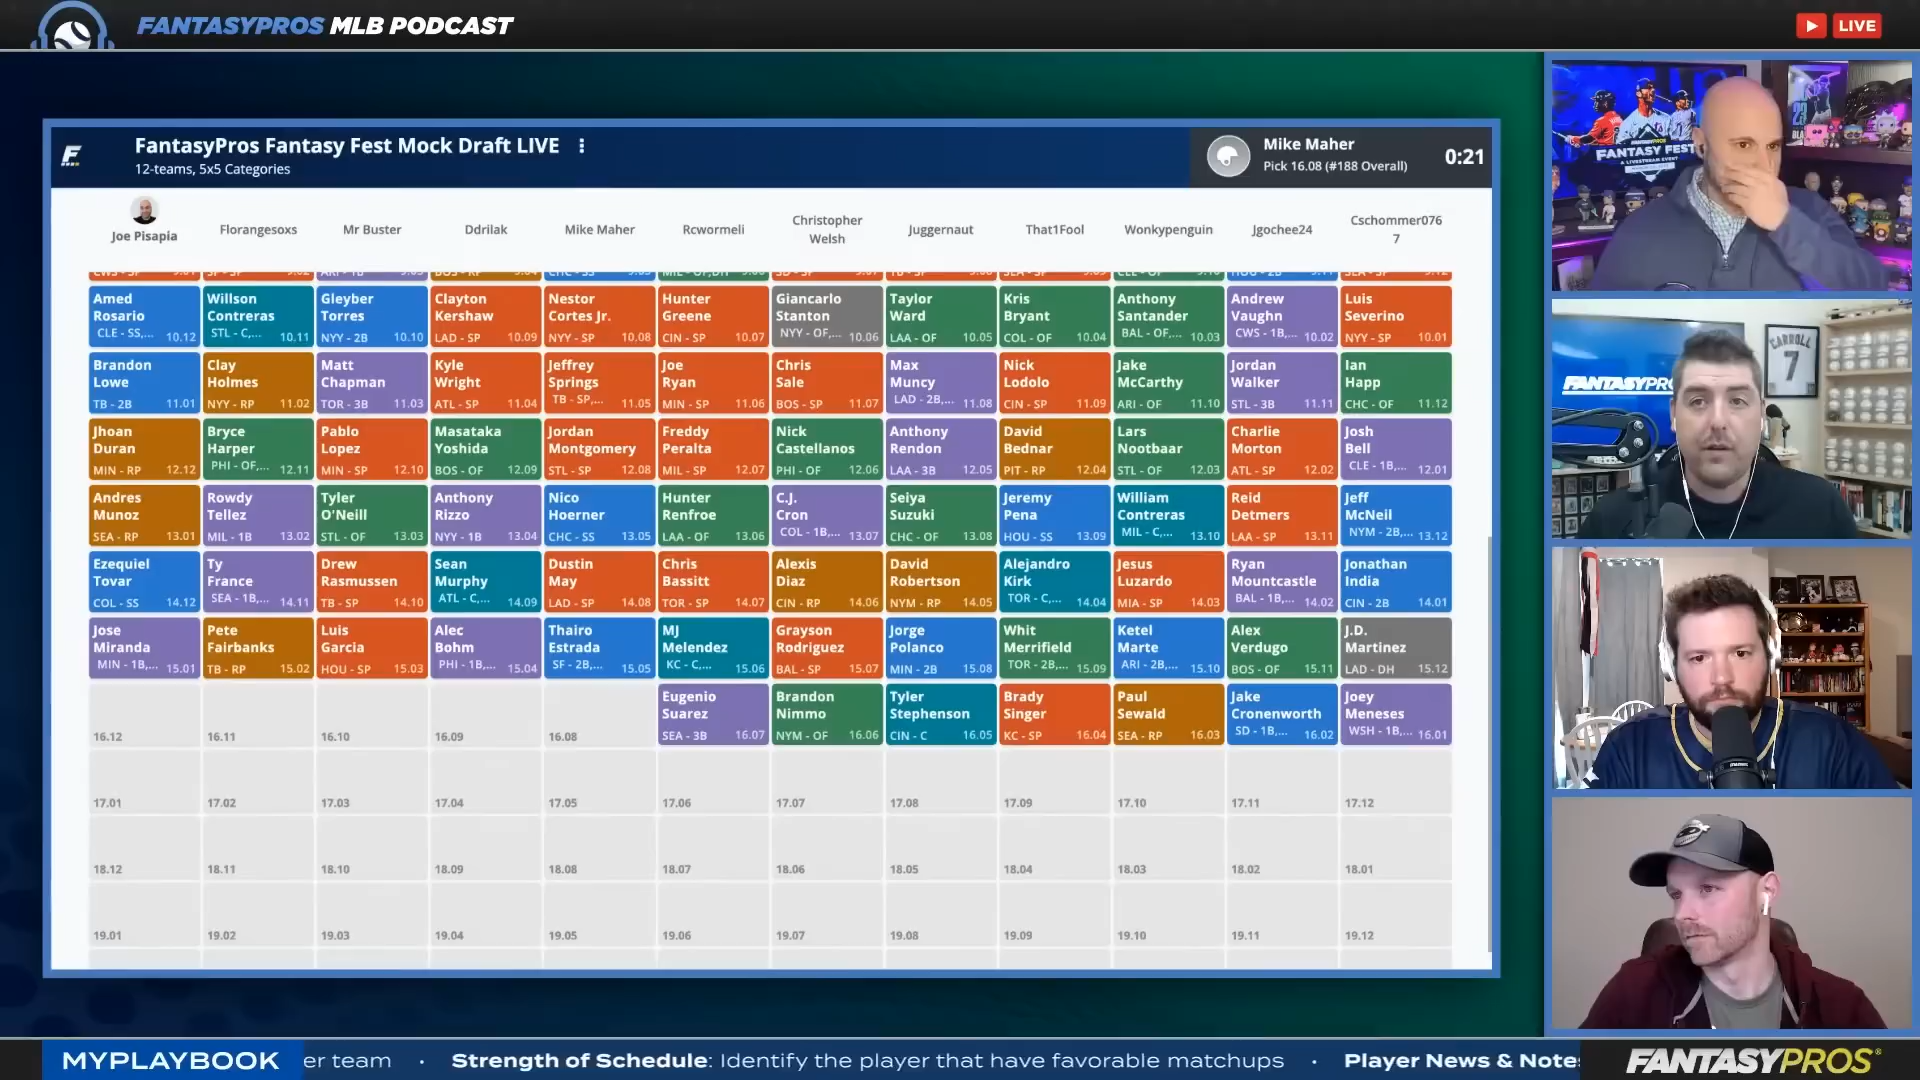 FANTASYPROS MLB PODCAST
LIVE
FantasyPros Fantasy Fest Mock Draft LIVE
12-teams, 5x5 Categories
Mike Maher
Pick 16.08 (#188 Overall)
0:21
Joe Pisapia
Florangesoxs
Mr Buster
Ddrilak
Mike Maher
Rcwormeli
Christopher
Welsh
Juggernaut
That1Fool
Wonkypenguin
Jgochee24
Cschommer076
7
Amed
Rosario
CLE - SS,... 10.12
Willson
Contreras
STL - C,... 10.11
Gleyber
Torres
NYY - 2B 10.10
Clayton
Kershaw
LAD - SP 10.09
Nestor
Cortes Jr.
NYY - SP 10.08
Hunter
Greene
CIN - SP 10.07
Giancarlo
Stanton
NYY - OF,... 10.06
Taylor
Ward
LAA - OF 10.05
Kris
Bryant
COL - OF 10.04
Anthony
Santander
BAL - OF,... 10.03
Andrew
Vaughn
CWS - 1B,... 10.02
Luis
Severino
NYY - SP 10.01
Brandon
Lowe
TB - 2B 11.01
Clay
Holmes
NYY - RP 11.02
Matt
Chapman
TOR - 3B 11.03
Kyle
Wright
ATL - SP 11.04
Jeffrey
Springs
TB - SP,... 11.05
Joe
Ryan
MIN - SP 11.06
Chris
Sale
BOS - SP 11.07
Max
Muncy
LAD - 2B,... 11.08
Nick
Lodolo
CIN - SP 11.09
Jake
McCarthy
ARI - OF 11.10
Jordan
Walker
STL - 3B 11.11
Ian
Happ
CHC - OF 11.12
Jhoan
Duran
MIN - RP 12.12
Bryce
Harper
PHI - OF,... 12.11
Pablo
Lopez
MIN - SP 12.10
Masataka
Yoshida
BOS - OF 12.09
Jordan
Montgomery
STL - SP 12.08
Freddy
Peralta
MIL - SP 12.07
Nick
Castellanos
PHI - OF 12.06
Anthony
Rendon
LAA - 3B 12.05
David
Bednar
PIT - RP 12.04
Lars
Nootbaar
STL - OF 12.03
Charlie
Morton
ATL - SP 12.02
Josh
Bell
CLE - 1B,... 12.01
Andres
Munoz
SEA - RP 13.01
Rowdy
Tellez
MIL - 1B 13.02
Tyler
O'Neill
STL - OF 13.03
Anthony
Rizzo
NYY - 1B 13.04
Nico
Hoerner
CHC - SS 13.05
Hunter
Renfroe
LAA - OF 13.06
C.J.
Cron
COL - 1B,... 13.07
Seiya
Suzuki
CHC - OF 13.08
Jeremy
Pena
HOU - SS 13.09
William
Contreras
MIL - C,... 13.10
Reid
Detmers
LAA - SP 13.11
Jeff
McNeil
NYM - 2B,... 13.12
Ezequiel
Tovar
COL - SS 14.12
Ty
France
SEA - 1B,... 14.11
Drew
Rasmussen
TB - SP 14.10
Sean
Murphy
ATL - C,... 14.09
Dustin
May
LAD - SP 14.08
Chris
Bassitt
TOR - SP 14.07
Alexis
Diaz
CIN - RP 14.06
David
Robertson
NYM - RP 14.05
Alejandro
Kirk
TOR - C,... 14.04
Jesus
Luzardo
MIA - SP 14.03
Ryan
Mountcastle
BAL - 1B,... 14.02
Jonathan
India
CIN - 2B 14.01
Jose
Miranda
MIN - 1B,... 15.01
Pete
Fairbanks
TB - RP 15.02
Luis
Garcia
HOU - SP 15.03
Alec
Bohm
PHI - 1B,... 15.04
Thairo
Estrada
SF - 2B,... 15.05
MJ
Melendez
KC - C,... 15.06
Grayson
Rodriguez
BAL - SP 15.07
Jorge
Polanco
MIN - 2B 15.08
Whit
Merrifield
TOR - 2B,... 15.09
Ketel
Marte
ARI - 2B,... 15.10
Alex
Verdugo
BOS - OF 15.11
J.D.
Martinez
LAD - DH 15.12
16.12
16.11
16.10
16.09
16.08
Eugenio
Suarez
SEA - 3B 16.07
Brandon
Nimmo
NYM - OF 16.06
Tyler
Stephenson
CIN - C 16.05
Brady
Singer
KC - SP 16.04
Paul
Sewald
SEA - RP 16.03
Jake
Cronenworth
SD - 1B,... 16.02
Joey
Meneses
WSH - 1B,... 16.01
17.01 17.02 17.03 17.04 17.05 17.06 17.07 17.08 17.09 17.10 17.11 17.12
18.12 18.11 18.10 18.09 18.08 18.07 18.06 18.05 18.04 18.03 18.02 18.01
19.01 19.02 19.03 19.04 19.05 19.06 19.07 19.08 19.09 19.10 19.11 19.12
FANTASY FEST
& LIVESTREAM EVENT
FANTASYPRO
CARROLL
7
MYPLAYBOOK
er team · Strength of Schedule: Identify the player that have favorable matchups · Player News & Notes
FANTASYPROS